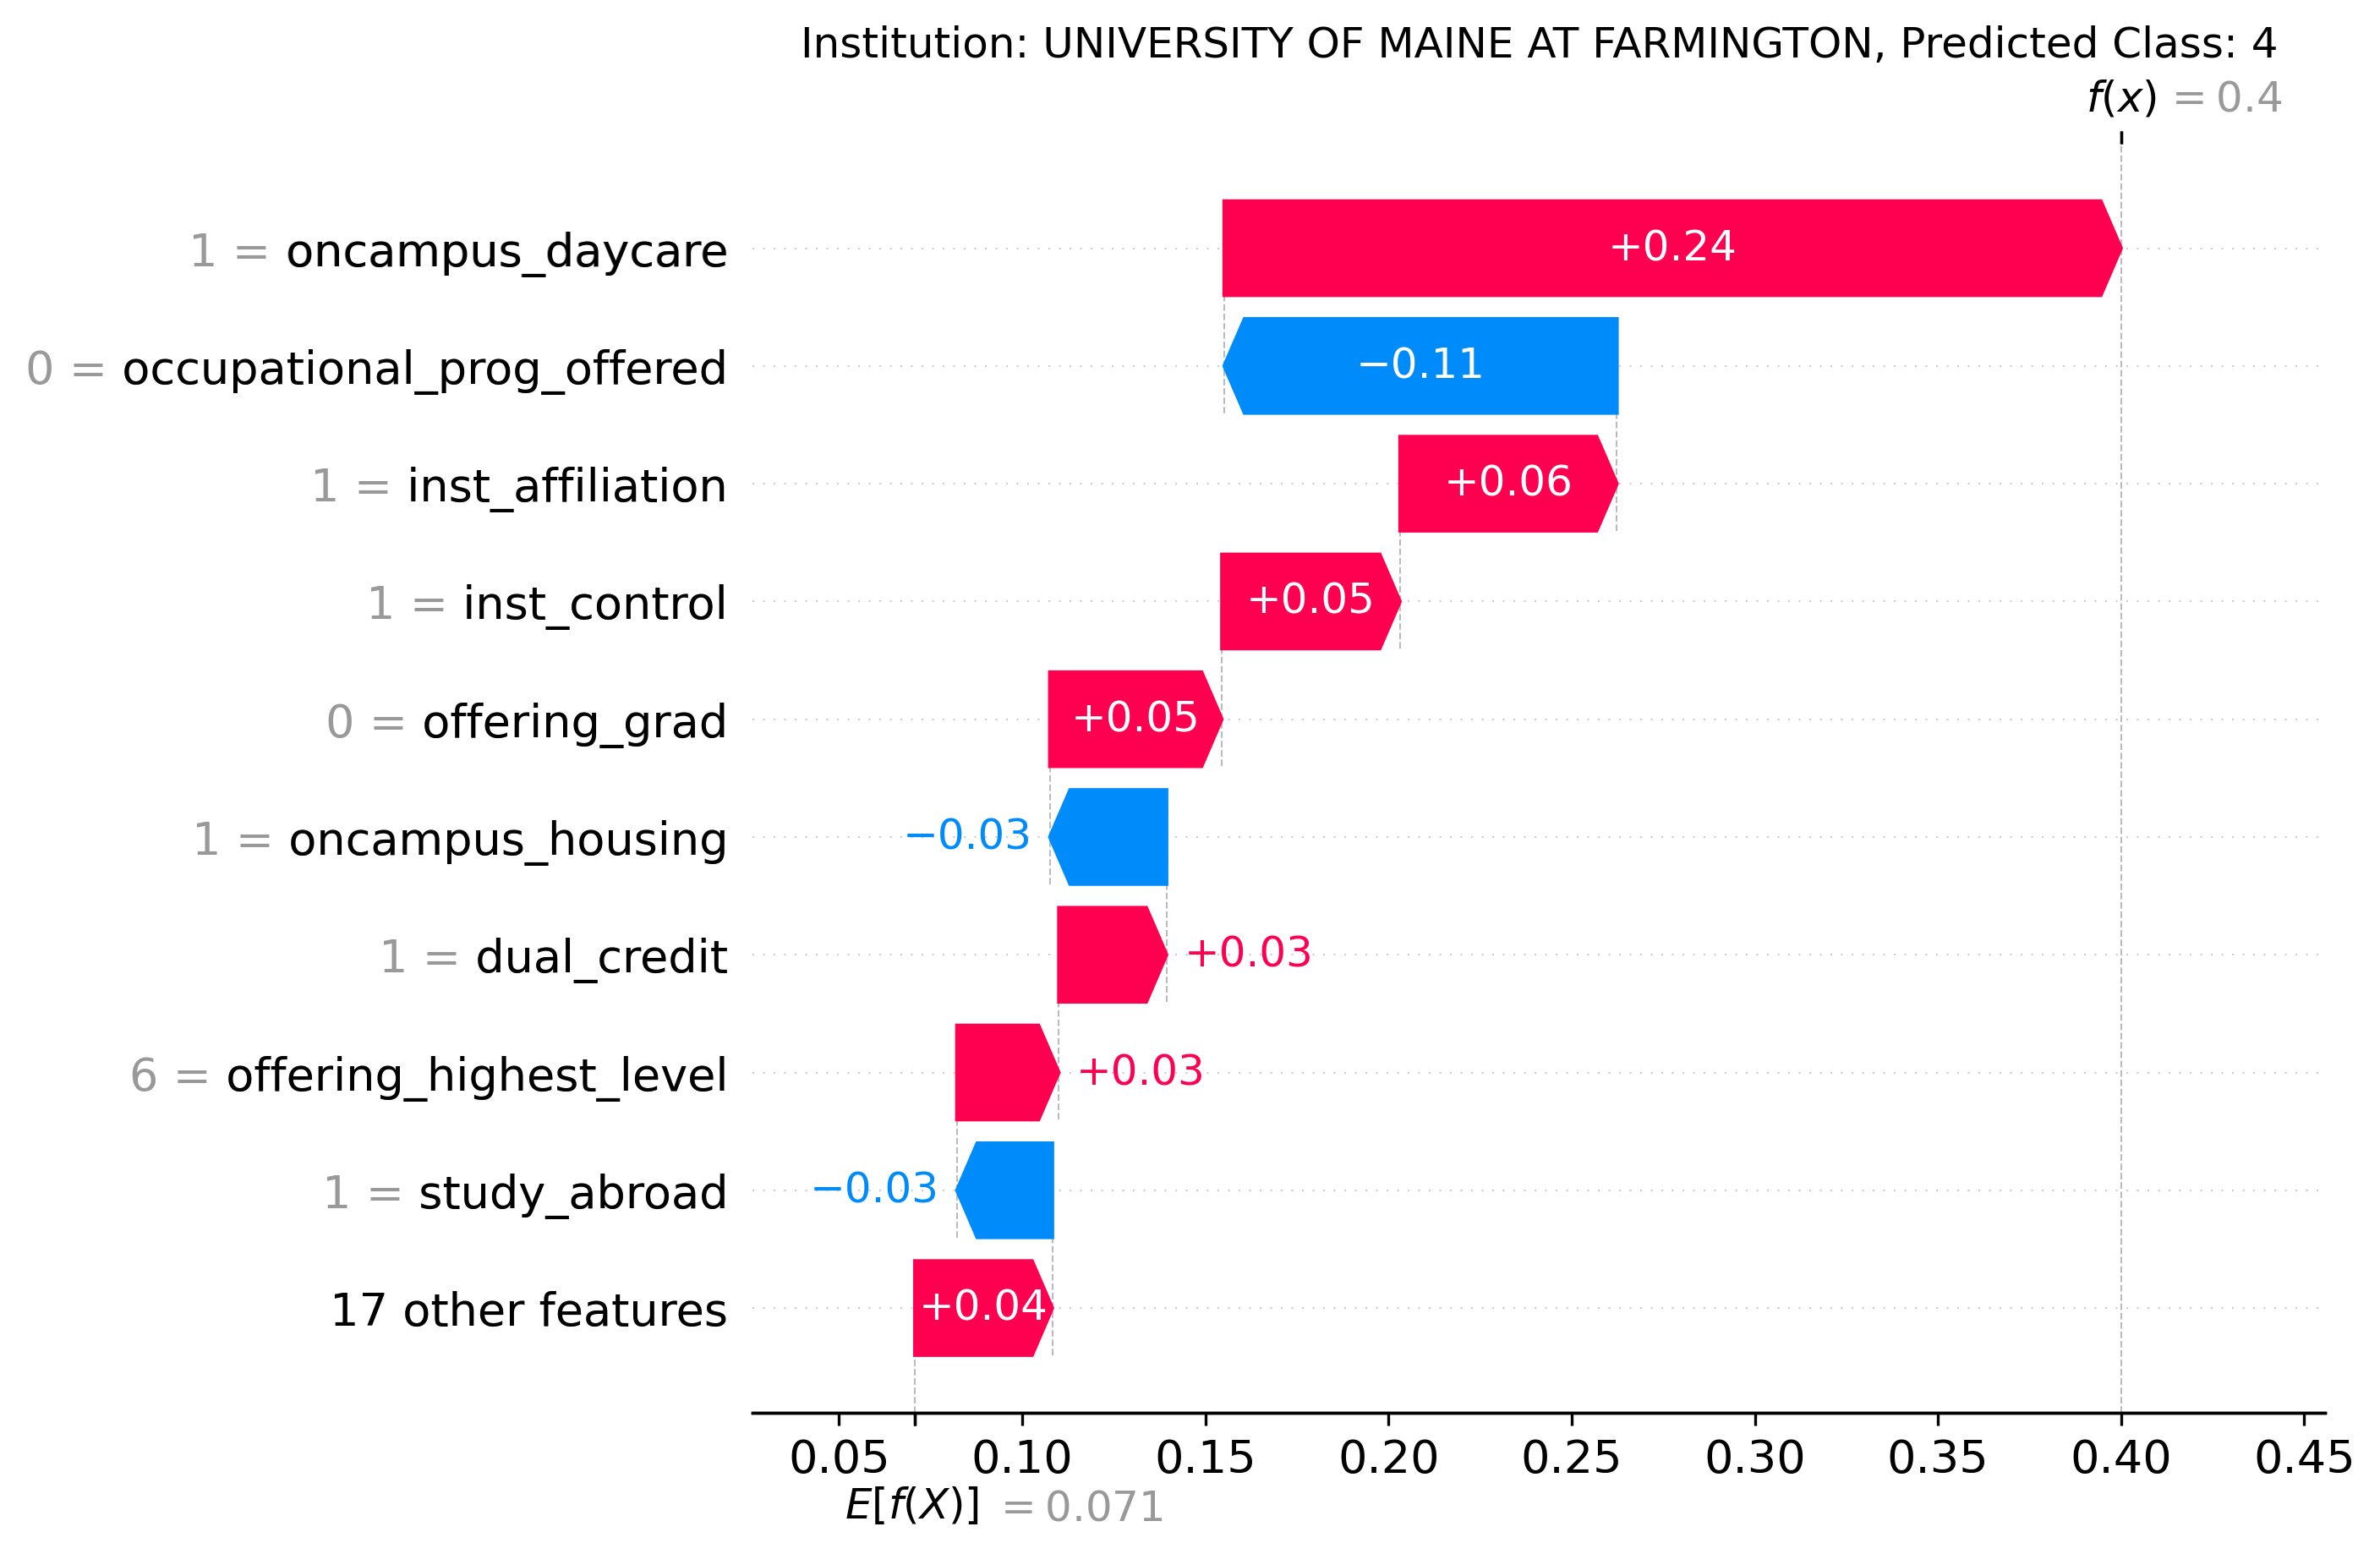 Institution: UNIVERSITY OF MAINE AT FARMINGTON, Predicted Class: 4
f(x) = 0.4
1 = oncampus_daycare +0.24
0 = occupational_prog_offered −0.11
1 = inst_affiliation +0.06
1 = inst_control +0.05
0 = offering_grad +0.05
1 = oncampus_housing −0.03
1 = dual_credit +0.03
6 = offering_highest_level +0.03
1 = study_abroad −0.03
17 other features +0.04
0.05 0.10 0.15 0.20 0.25 0.30 0.35 0.40 0.45
E[f(X)] = 0.071